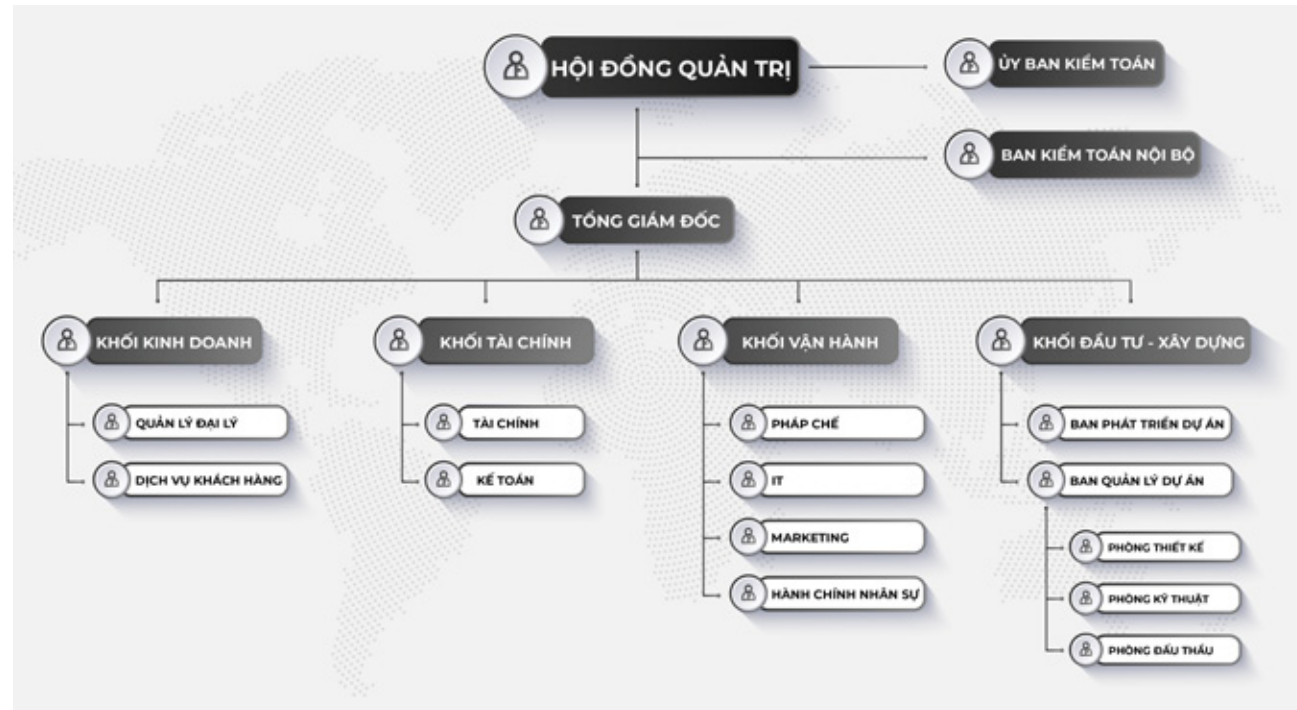 HỘI ĐỒNG QUẢN TRỊ
ỦY BAN KIỂM TOÁN
BAN KIỂM TOÁN NỘI BỘ
TỔNG GIÁM ĐỐC
KHỐI KINH DOANH
QUẢN LÝ ĐẠI LÝ
DỊCH VỤ KHÁCH HÀNG
KHỐI TÀI CHÍNH
TÀI CHÍNH
KẾ TOÁN
KHỐI VẬN HÀNH
PHÁP CHẾ
IT
MARKETING
HÀNH CHÍNH NHÂN SỰ
KHỐI ĐẦU TƯ - XÂY DỰNG
BAN PHÁT TRIỂN DỰ ÁN
BAN QUẢN LÝ DỰ ÁN
PHÒNG THIẾT KẾ
PHÒNG KỸ THUẬT
PHÒNG ĐẤU THẦU